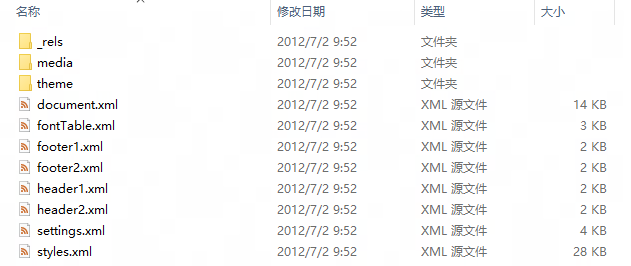 名称 修改日期 类型 大小
_rels 2012/7/2 9:52 文件夹
media 2012/7/2 9:52 文件夹
theme 2012/7/2 9:52 文件夹
document.xml 2012/7/2 9:52 XML 源文件 14 KB
fontTable.xml 2012/7/2 9:52 XML 源文件 3 KB
footer1.xml 2012/7/2 9:52 XML 源文件 2 KB
footer2.xml 2012/7/2 9:52 XML 源文件 2 KB
header1.xml 2012/7/2 9:52 XML 源文件 2 KB
header2.xml 2012/7/2 9:52 XML 源文件 2 KB
settings.xml 2012/7/2 9:52 XML 源文件 4 KB
styles.xml 2012/7/2 9:52 XML 源文件 28 KB